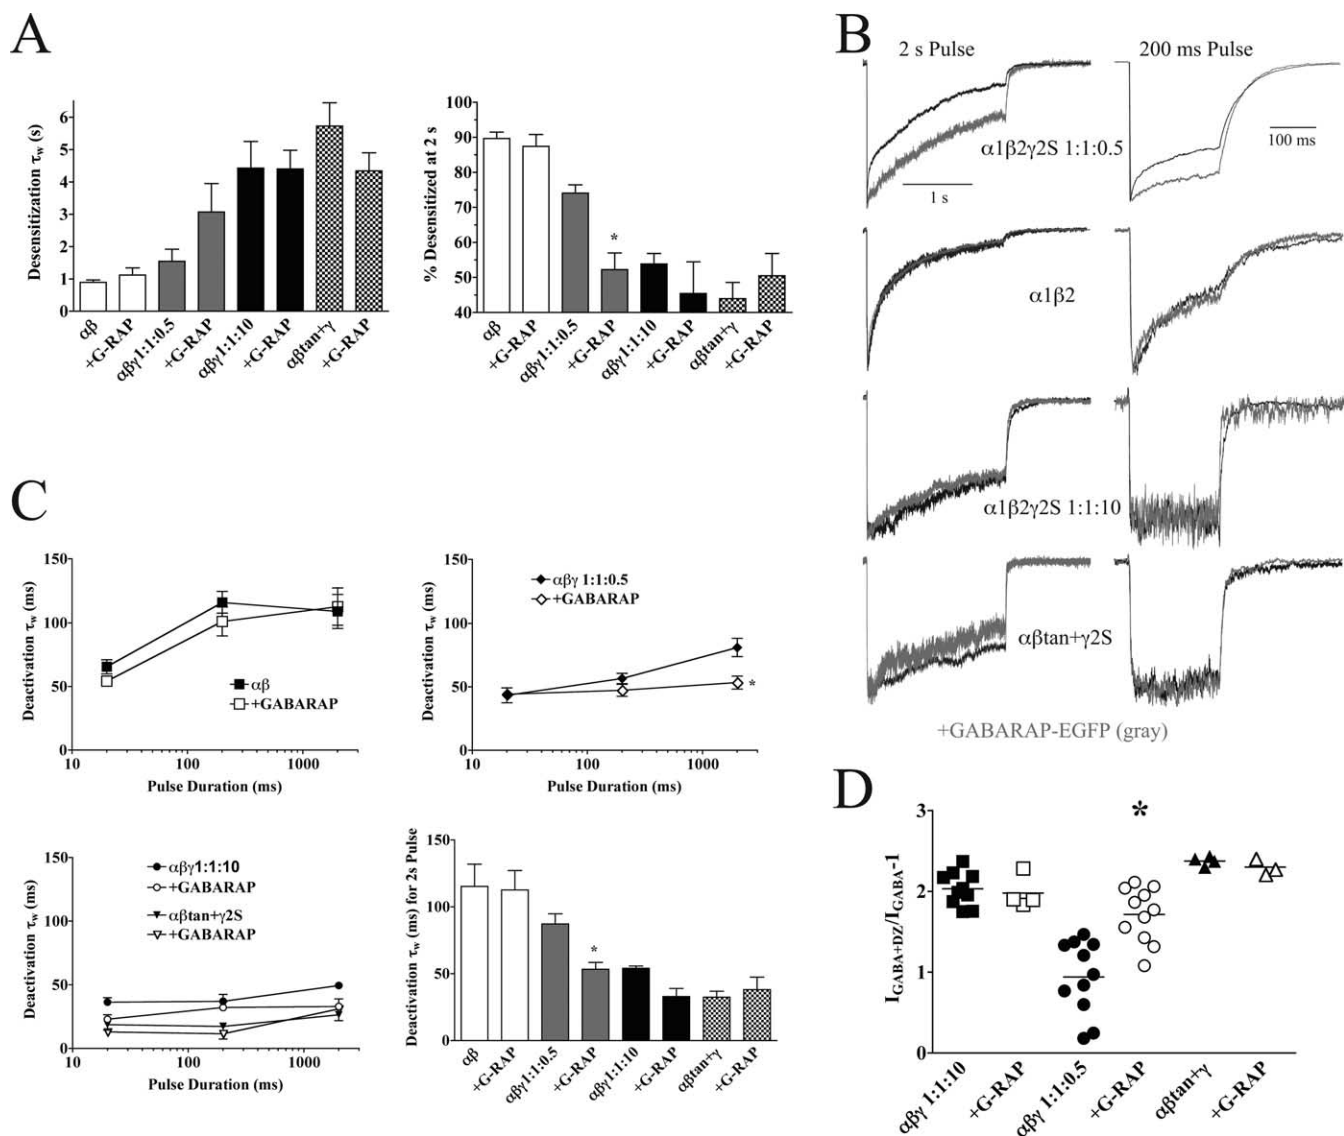 A
Desensitization τw (s)
6
5
4
3
2
1
0
αβ
+G-RAP
αβγ1:1:0.5
+G-RAP
αβγ1:1:10
+G-RAP
αβtan+γ
+G-RAP
% Desensitized at 2 s
100
90
80
70
60
50
40
*
αβ
+G-RAP
αβγ1:1:0.5
+G-RAP
αβγ1:1:10
+G-RAP
αβtan+γ
+G-RAP
B
2 s Pulse
200 ms Pulse
α1β2γ2S 1:1:0.5
1 s
100 ms
α1β2
α1β2γ2S 1:1:10
αβtan+γ2S
+GABARAP-EGFP (gray)
C
Deactivation τw (ms)
150
100
50
0
αβ
+GABARAP
10
100
1000
Pulse Duration (ms)
Deactivation τw (ms)
150
100
50
0
αβγ 1:1:0.5
+GABARAP
*
10
100
1000
Pulse Duration (ms)
Deactivation τw (ms)
150
100
50
0
αβγ1:1:10
+GABARAP
αβtan+γ2S
+GABARAP
10
100
1000
Pulse Duration (ms)
Deactivation τw (ms) for 2s Pulse
150
100
50
0
*
αβ
+G-RAP
αβγ1:1:0.5
+G-RAP
αβγ1:1:10
+G-RAP
αβtan+γ
+G-RAP
D
IGABA+DZ/IGABA-1
3
2
1
0
*
αβγ 1:1:10
+G-RAP
αβγ 1:1:0.5
+G-RAP
αβtan+γ
+G-RAP